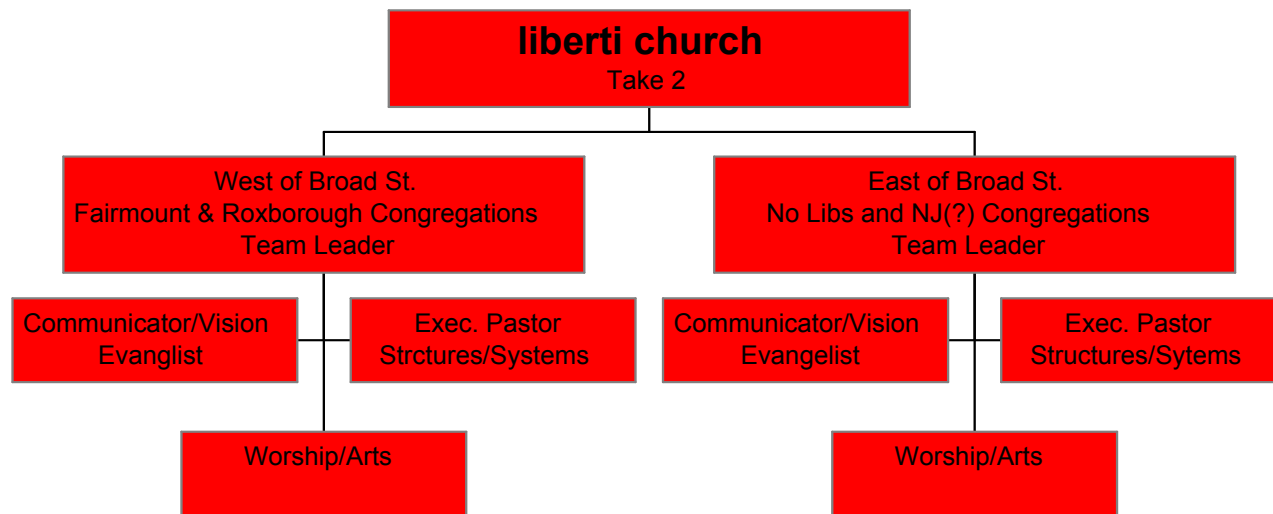 liberti church
Take 2
West of Broad St.
Fairmount & Roxborough Congregations
Team Leader
East of Broad St.
No Libs and NJ(?) Congregations
Team Leader
Communicator/Vision
Evanglist
Exec. Pastor
Strctures/Systems
Communicator/Vision
Evangelist
Exec. Pastor
Structures/Sytems
Worship/Arts
Worship/Arts